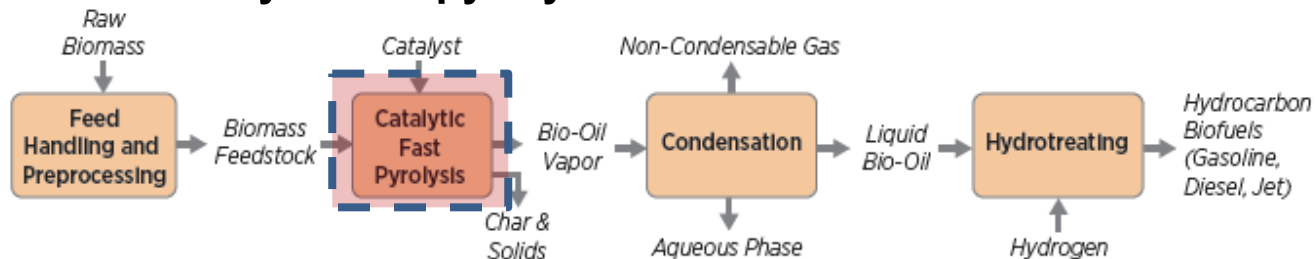 Raw
Biomass
Catalyst
Non-Condensable Gas
Feed
Handling and
Preprocessing
Biomass
Feedstock
Catalytic
Fast
Pyrolysis
Bio-Oil
Vapor
Condensation
Liquid
Bio-Oil
Hydrotreating
Hydrocarbon
Biofuels
(Gasoline,
Diesel, Jet)
Char &
Solids
Aqueous Phase
Hydrogen